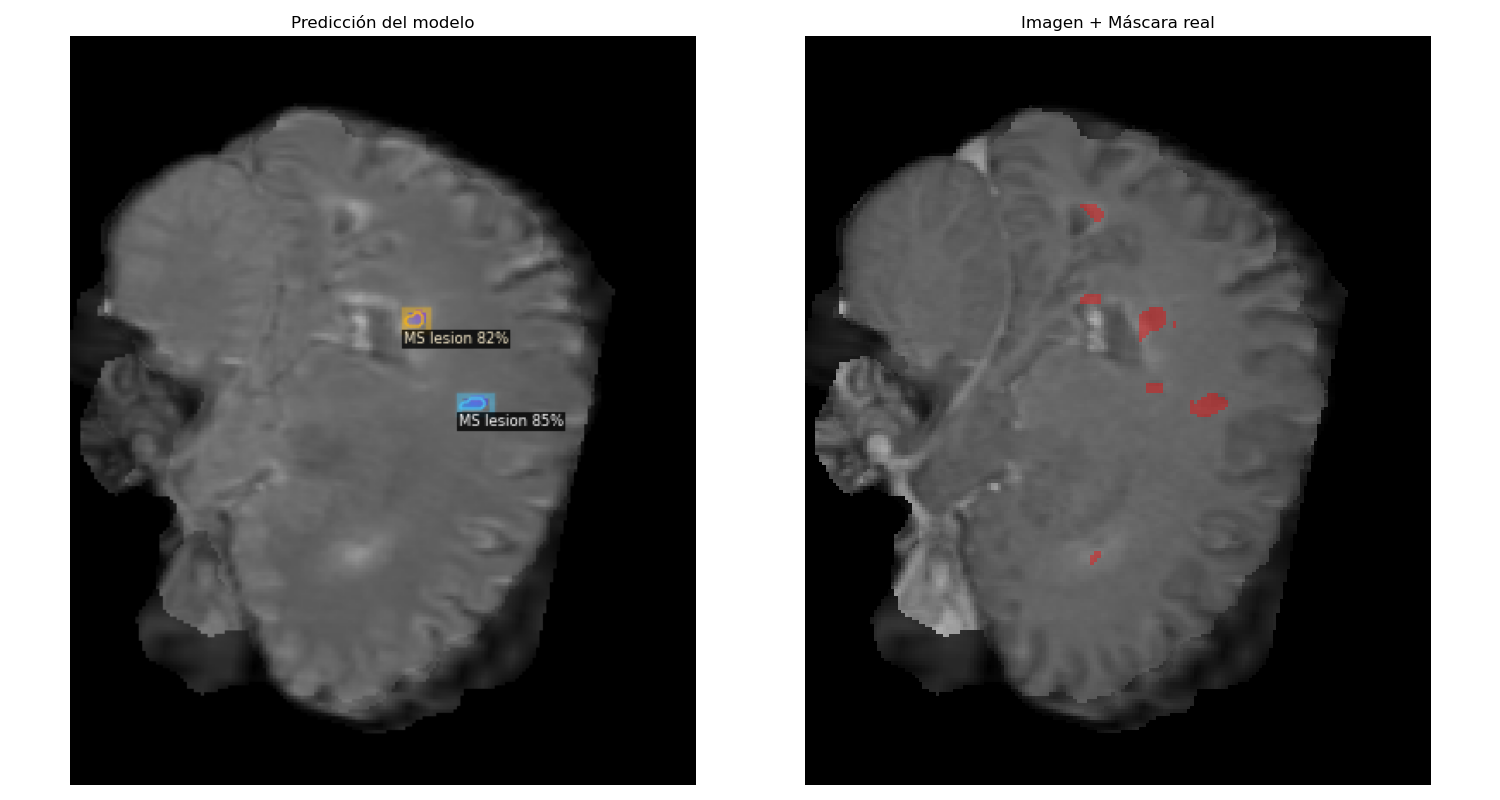 Predicción del modelo
Imagen + Máscara real
MS lesion 82%
MS lesion 85%